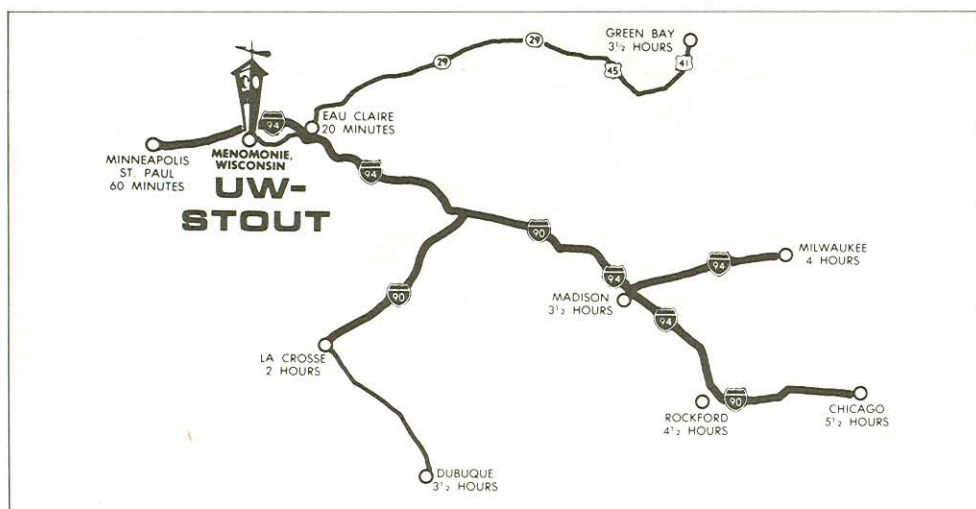 GREEN BAY
3½ HOURS
29
29
45
41
EAU CLAIRE
20 MINUTES
94
MINNEAPOLIS
ST. PAUL
60 MINUTES
MENOMONIE,
WISCONSIN
UW-
STOUT
94
90
94
94
MILWAUKEE
4 HOURS
MADISON
3½ HOURS
90
94
LA CROSSE
2 HOURS
ROCKFORD
4½ HOURS
90
CHICAGO
5½ HOURS
DUBUQUE
3½ HOURS